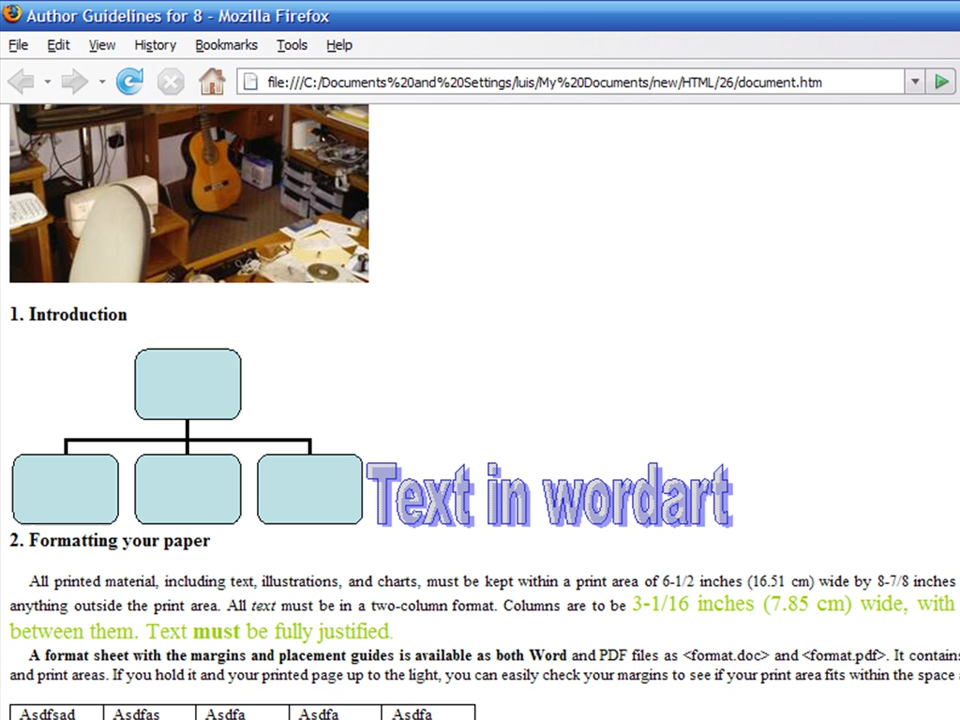 Author Guidelines for 8 - Mozilla Firefox
File Edit View History Bookmarks Tools Help
file:///C:/Documents%20and%20Settings/luis/My%20Documents/new/HTML/26/document.htm
1. Introduction
Text in wordart
2. Formatting your paper
All printed material, including text, illustrations, and charts, must be kept within a print area of 6-1/2 inches (16.51 cm) wide by 8-7/8 inches
anything outside the print area. All text must be in a two-column format. Columns are to be 3-1/16 inches (7.85 cm) wide, with
between them. Text must be fully justified.
A format sheet with the margins and placement guides is available as both Word and PDF files as <format.doc> and <format.pdf>. It contains
and print areas. If you hold it and your printed page up to the light, you can easily check your margins to see if your print area fits within the space
Asdfsad Asdfas Asdfa Asdfa Asdfa